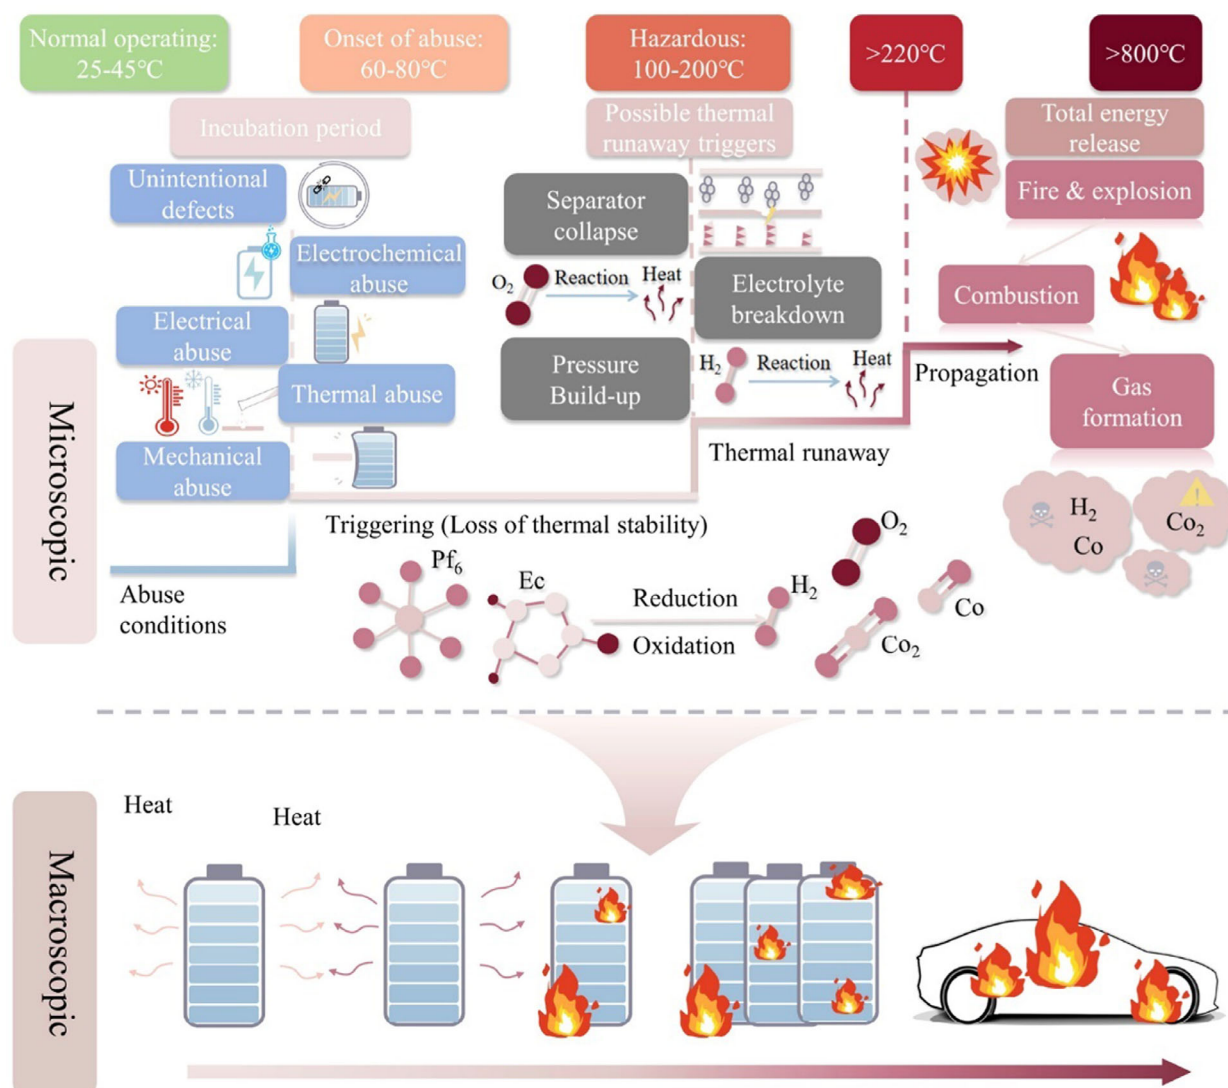 Normal operating:
25-45℃
Onset of abuse:
60-80℃
Hazardous:
100-200℃
>220℃
>800℃
Incubation period
Possible thermal
runaway triggers
Total energy
release
Unintentional
defects
Separator
collapse
Fire & explosion
Electrochemical
abuse
O₂
Reaction
Heat
Electrolyte
breakdown
Combustion
Electrical
abuse
Pressure
Build-up
H₂
Reaction
Heat
Propagation
Gas
formation
Thermal abuse
Mechanical
abuse
Thermal runaway
Microscopic
Triggering (Loss of thermal stability)
H₂
Co
Co₂
Abuse
conditions
Pf₆
Ec
Reduction
Oxidation
H₂
O₂
Co
Co₂
Macroscopic
Heat
Heat